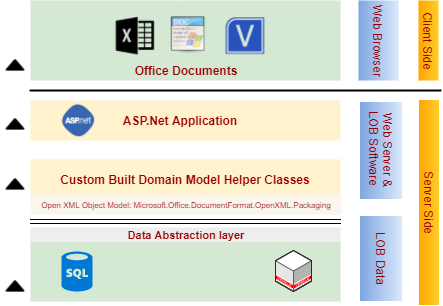 DOC
X
V
Office Documents
Web Browser
Client Side
ASP.net
ASP.Net Application
Web Server &
LOB Software
Custom Built Domain Model Helper Classes
Open XML Object Model: Microsoft.Office.DocumentFormat.OpenXML.Packaging
Server Side
Data Abstraction layer
SQL
LOB Data